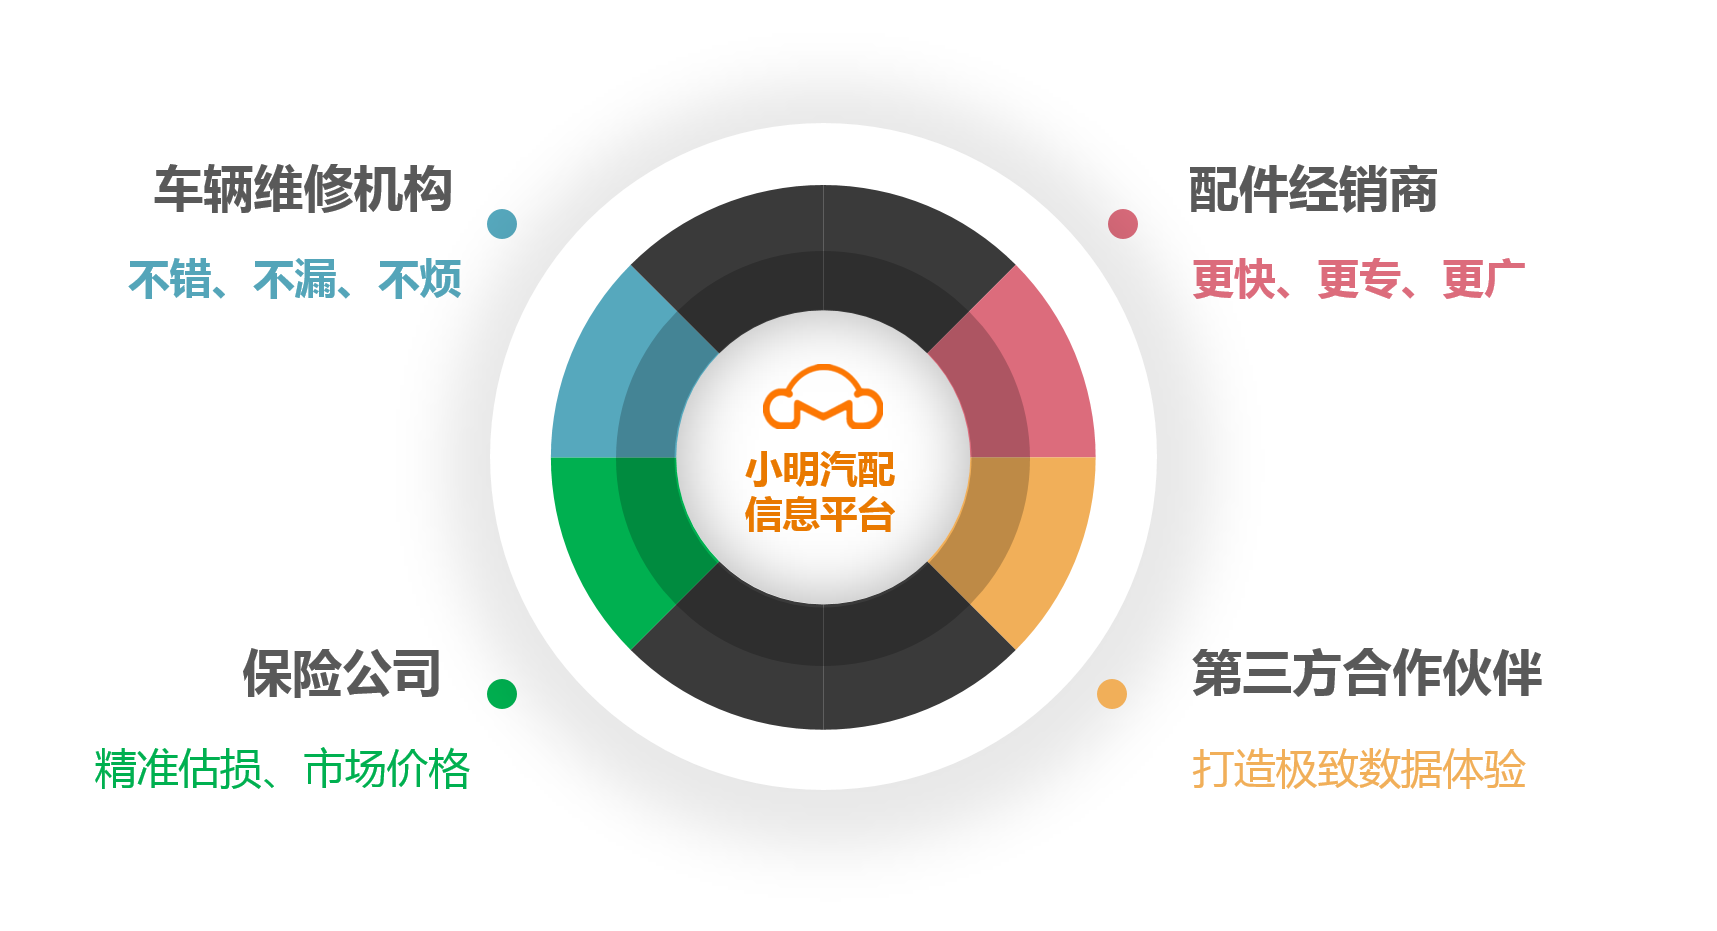 车辆维修机构
不错、不漏、不烦
配件经销商
更快、更专、更广
小明汽配
信息平台
保险公司
精准估损、市场价格
第三方合作伙伴
打造极致数据体验